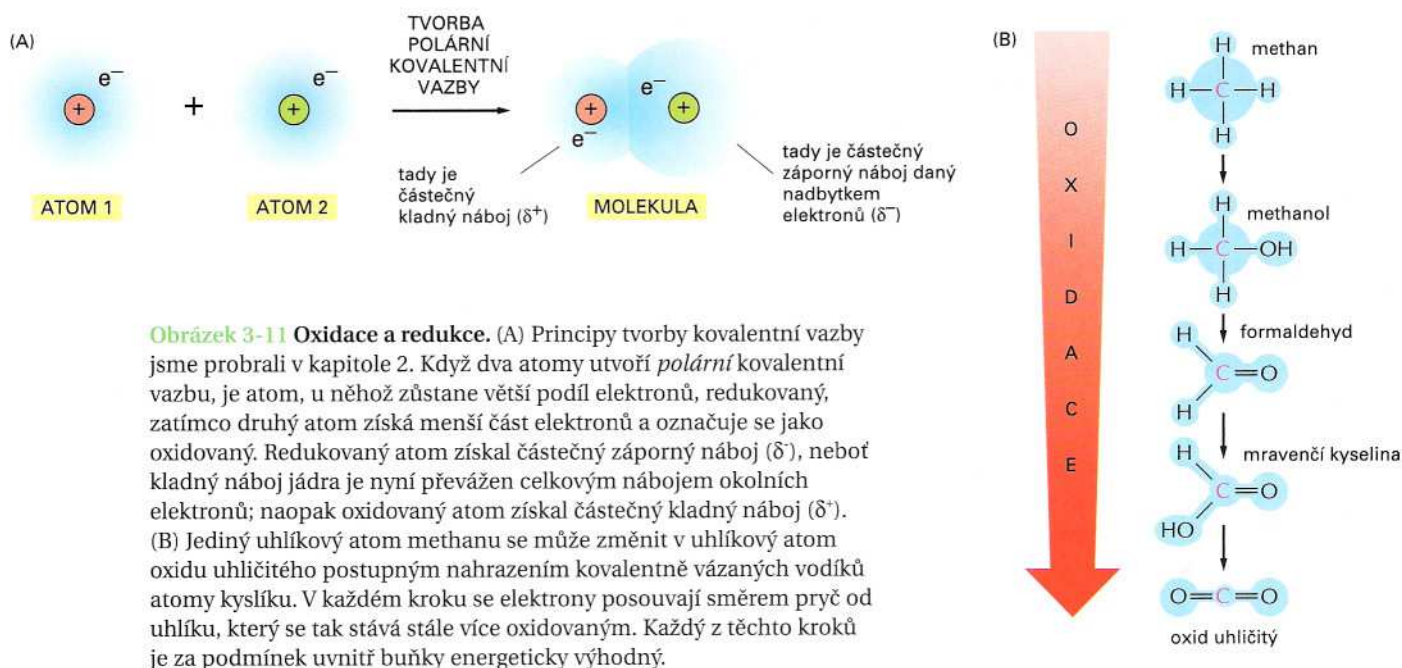 (A)
e⁻
+
+
e⁻
+
TVORBA
POLÁRNÍ
KOVALENTNÍ
VAZBY
+
e⁻
e⁻
+
tady je
částečný
kladný náboj (δ⁺)
tady je částečný
záporný náboj daný
nadbytkem
elektronů (δ⁻)
ATOM 1
ATOM 2
MOLEKULA
Obrázek 3-11 Oxidace a redukce. (A) Principy tvorby kovalentní vazby
jsme probrali v kapitole 2. Když dva atomy utvoří polární kovalentní
vazbu, je atom, u něhož zůstane větší podíl elektronů, redukovaný,
zatímco druhý atom získá menší část elektronů a označuje se jako
oxidovaný. Redukovaný atom získal částečný záporný náboj (δ⁻), neboť
kladný náboj jádra je nyní převážen celkovým nábojem okolních
elektronů; naopak oxidovaný atom získal částečný kladný náboj (δ⁺).
(B) Jediný uhlíkový atom methanu se může změnit v uhlíkový atom
oxidu uhličitého postupným nahrazením kovalentně vázaných vodíků
atomy kyslíku. V každém kroku se elektrony posouvají směrem pryč od
uhlíku, který se tak stává stále více oxidovaným. Každý z těchto kroků
je za podmínek uvnitř buňky energeticky výhodný.
(B)
O
X
I
D
A
C
E
H
methan
H C H
H
H
methanol
H C OH
H
formaldehyd
H
C=O
H
mravenčí kyselina
H
C=O
HO
O=C=O
oxid uhličitý